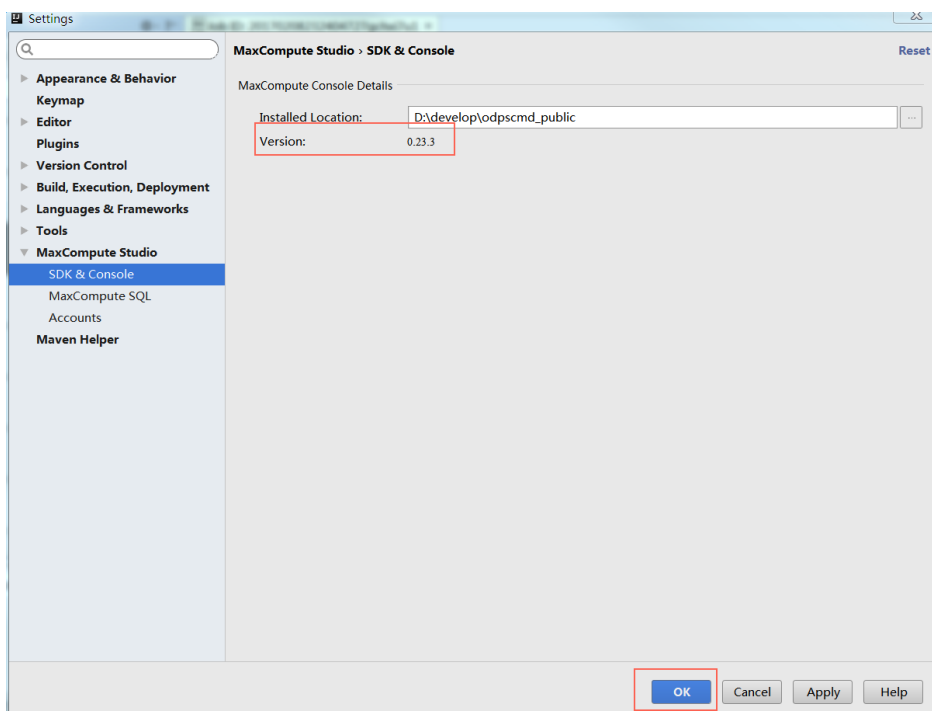 Settings
MaxCompute Studio › SDK & Console
Reset
Appearance & Behavior
Keymap
Editor
Plugins
Version Control
Build, Execution, Deployment
Languages & Frameworks
Tools
MaxCompute Studio
SDK & Console
MaxCompute SQL
Accounts
Maven Helper
MaxCompute Console Details
Installed Location: D:\develop\odpscmd_public ...
Version: 0.23.3
OK Cancel Apply Help